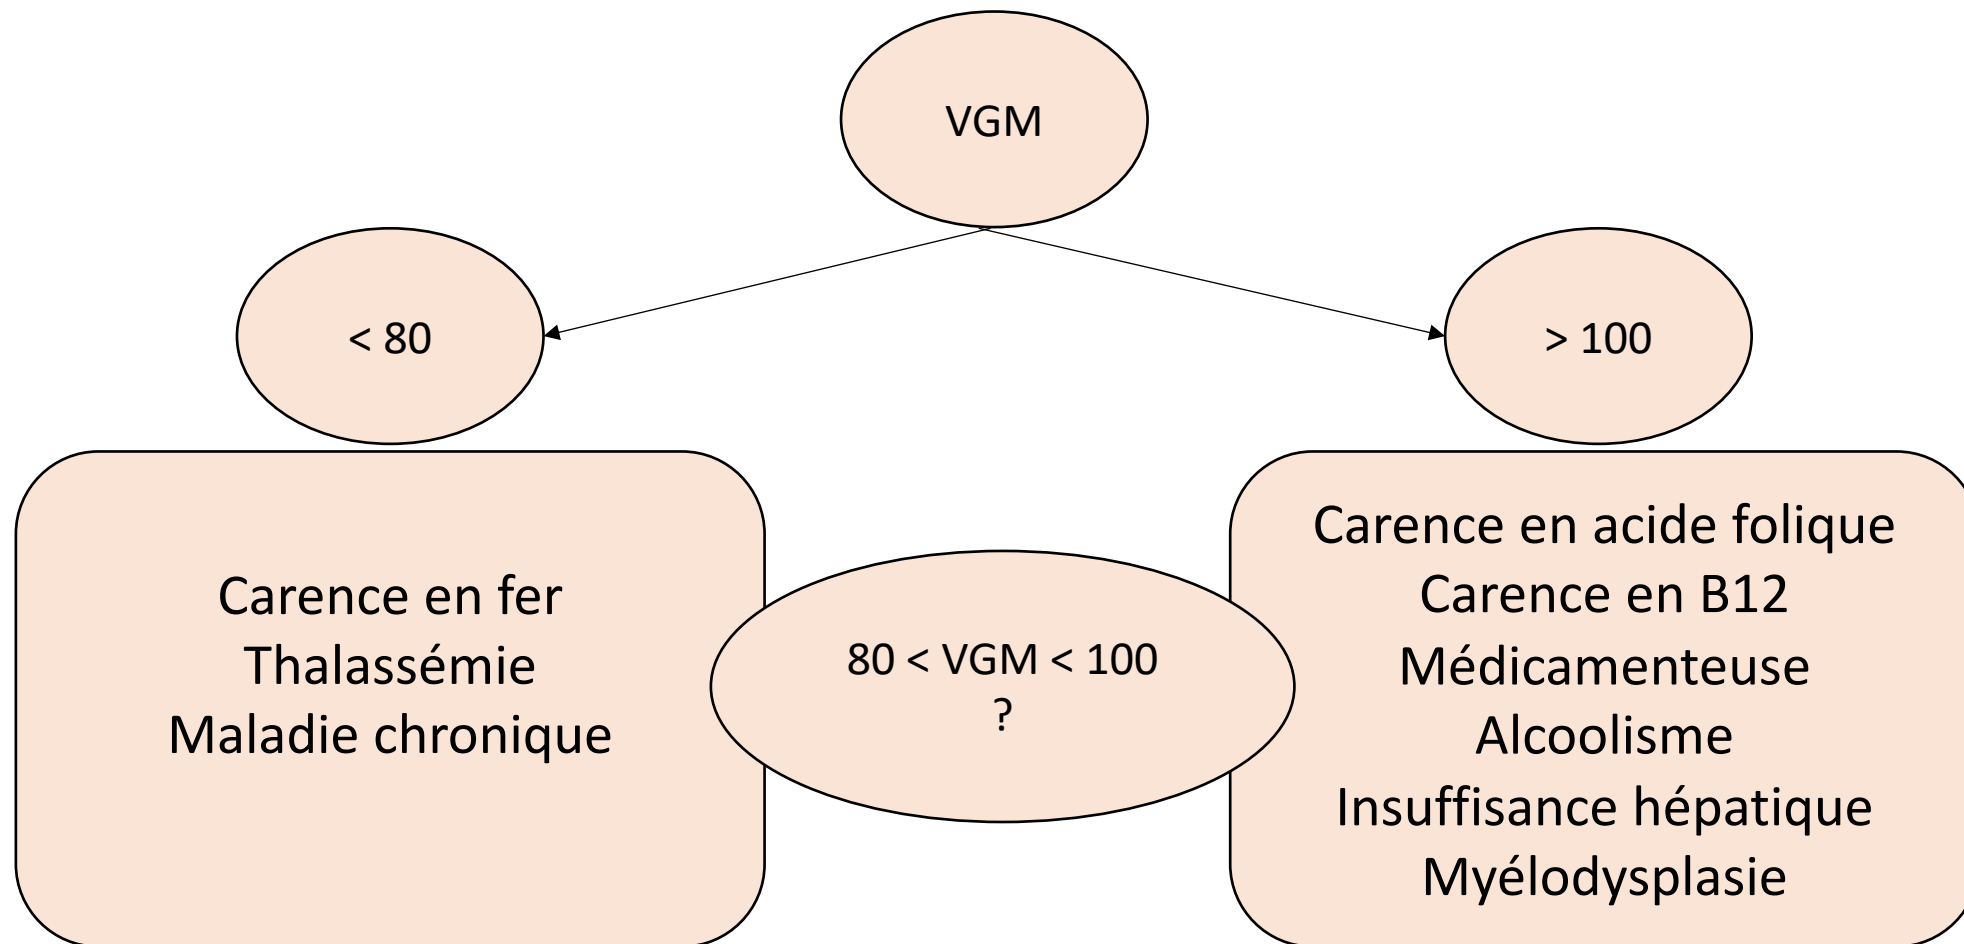 VGM
< 80
> 100
Carence en fer
Thalassémie
Maladie chronique
80 < VGM < 100
?
Carence en acide folique
Carence en B12
Médicamenteuse
Alcoolisme
Insuffisance hépatique
Myélodysplasie